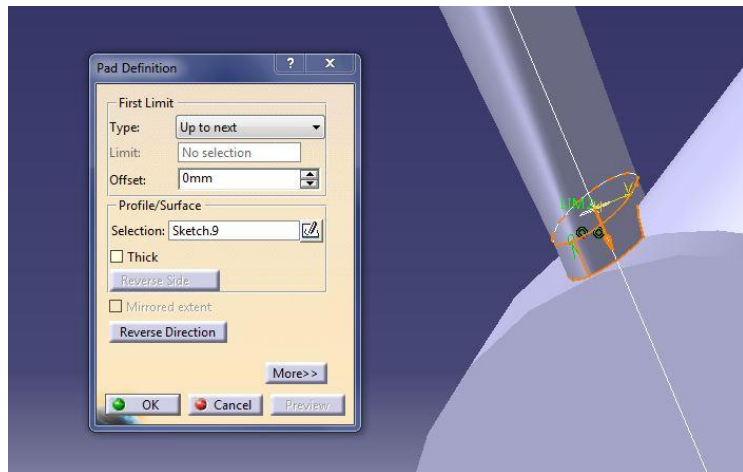 Pad Definition ? X
First Limit
Type: Up to next
Limit: No selection
Offset: 0mm
Profile/Surface
Selection: Sketch.9
Thick
Reverse Side
Mirrored extent
Reverse Direction
More>>
OK Cancel Preview
LIM
V